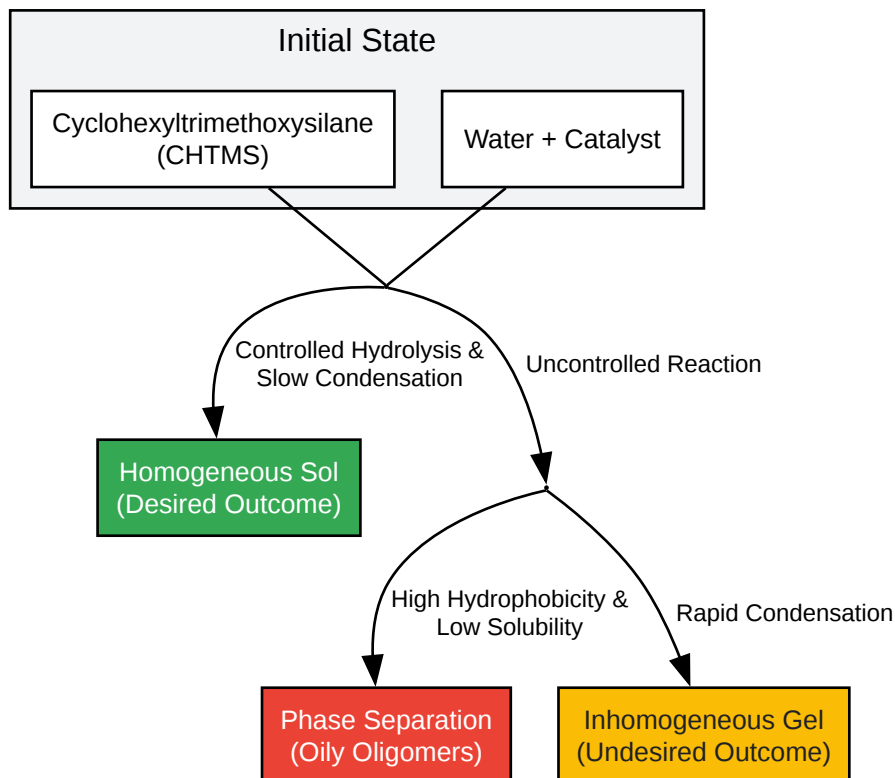 Initial State
Cyclohexyltrimethoxysilane
(CHTMS)
Water + Catalyst
Controlled Hydrolysis &
Slow Condensation
Uncontrolled Reaction
Homogeneous Sol
(Desired Outcome)
High Hydrophobicity &
Low Solubility
Rapid Condensation
Phase Separation
(Oily Oligomers)
Inhomogeneous Gel
(Undesired Outcome)